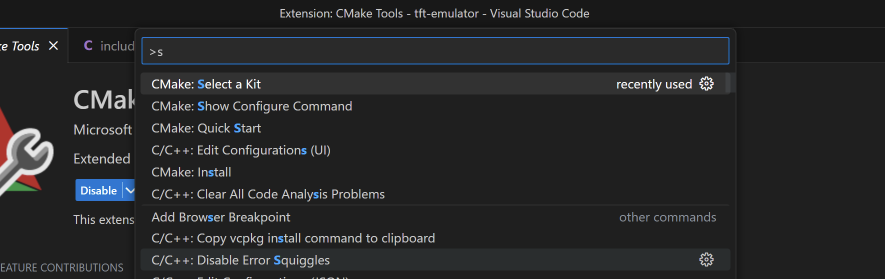 Extension: CMake Tools - tft-emulator - Visual Studio Code
ke Tools
C includ
>s
CMake: Select a Kit recently used
CMake: Show Configure Command
CMake: Quick Start
C/C++: Edit Configurations (UI)
CMake: Install
C/C++: Clear All Code Analysis Problems
Add Browser Breakpoint other commands
C/C++: Copy vcpkg install command to clipboard
C/C++: Disable Error Squiggles
CMak
Microsoft
Extended
Disable
This extens
EATURE CONTRIBUTIONS